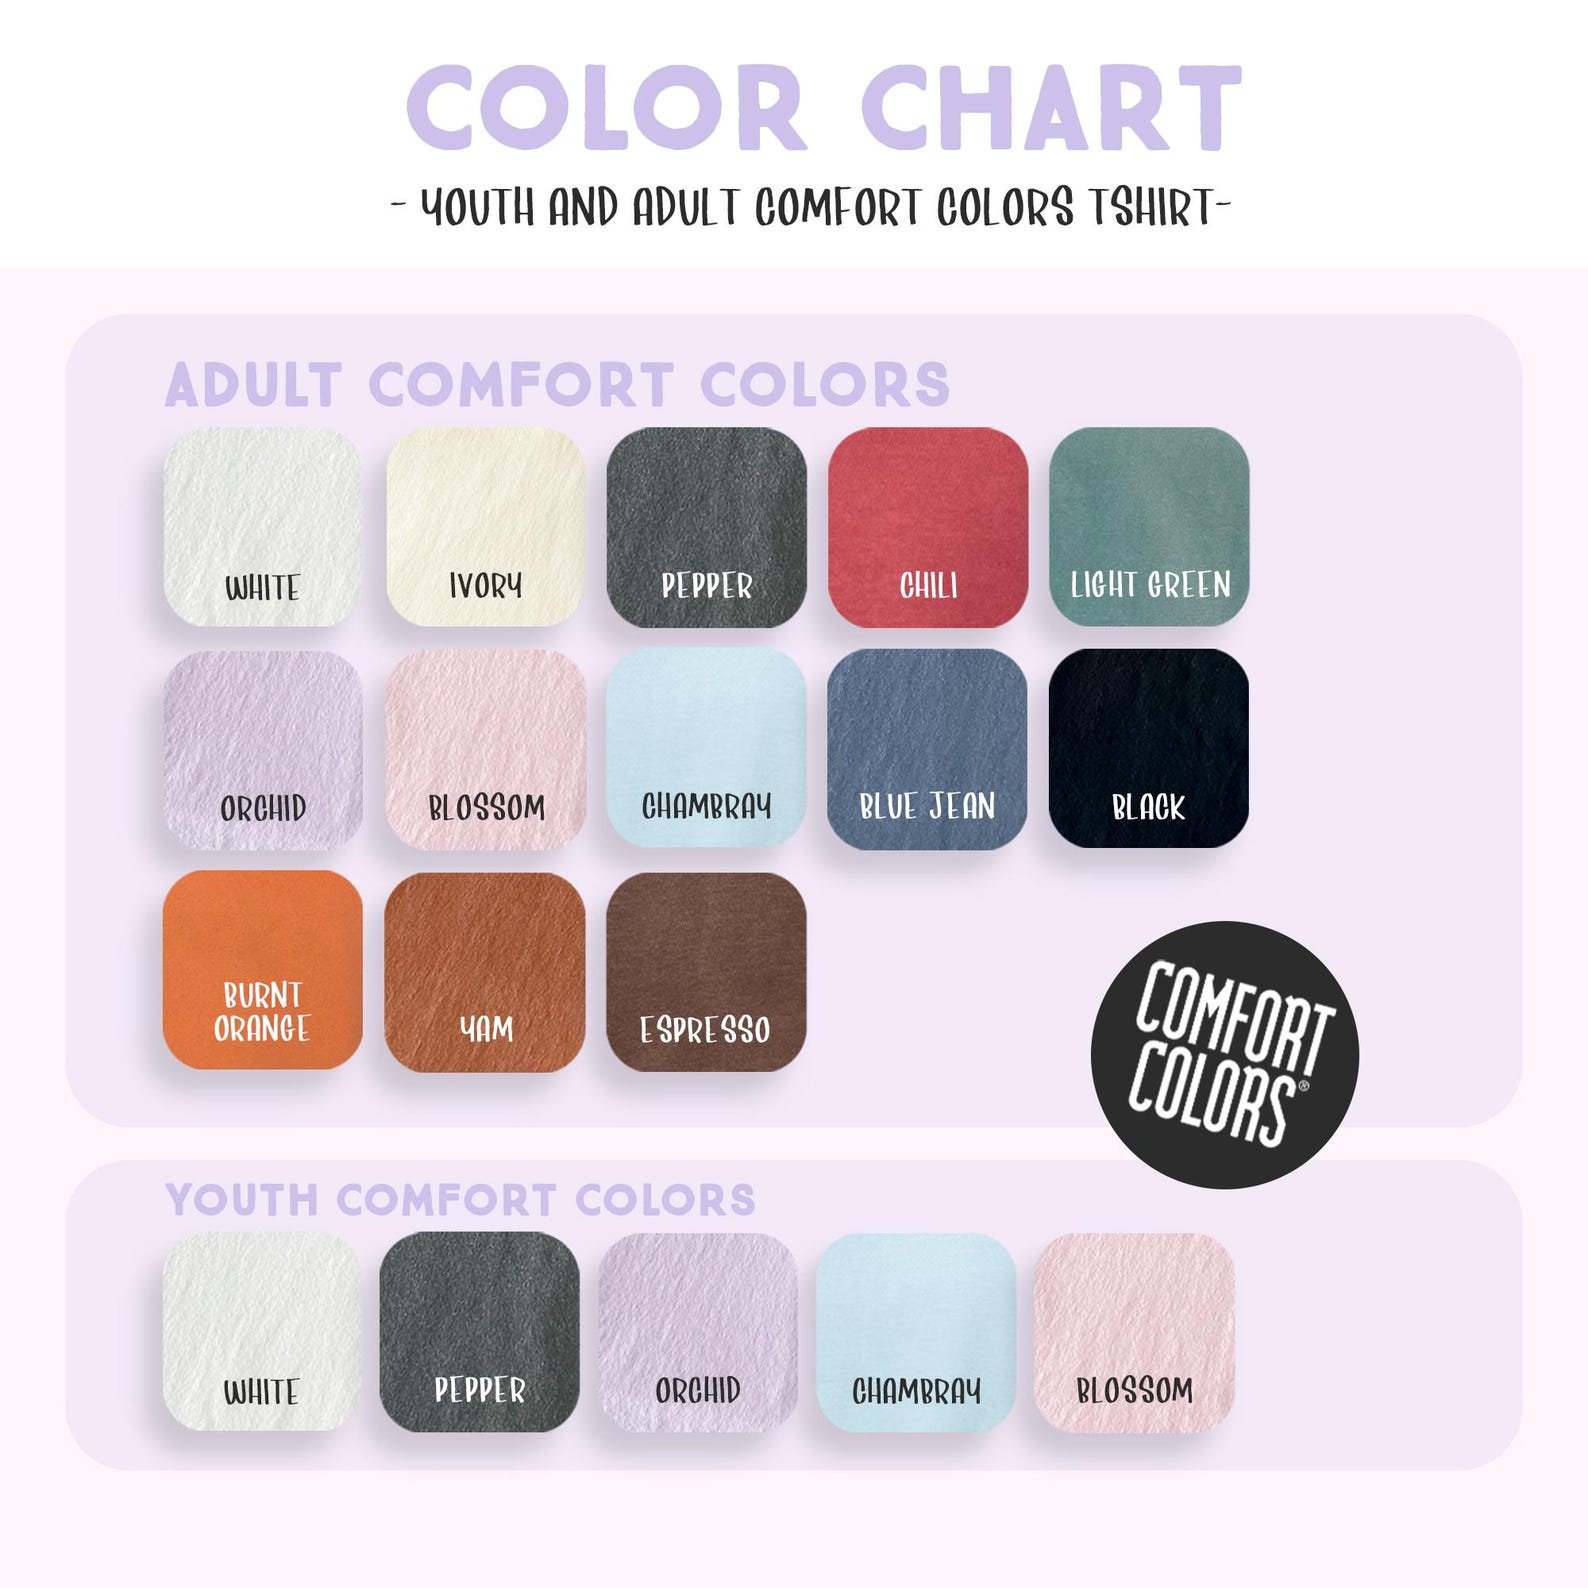 COLOR CHART
- YOUTH AND ADULT COMFORT COLORS TSHIRT-
ADULT COMFORT COLORS
WHITE
IVORY
PEPPER
CHILI
LIGHT GREEN
ORCHID
BLOSSOM
CHAMBRAY
BLUE JEAN
BLACK
BURNT
ORANGE
YAM
ESPRESSO
COMFORT
COLORS®
YOUTH COMFORT COLORS
WHITE
PEPPER
ORCHID
CHAMBRAY
BLOSSOM